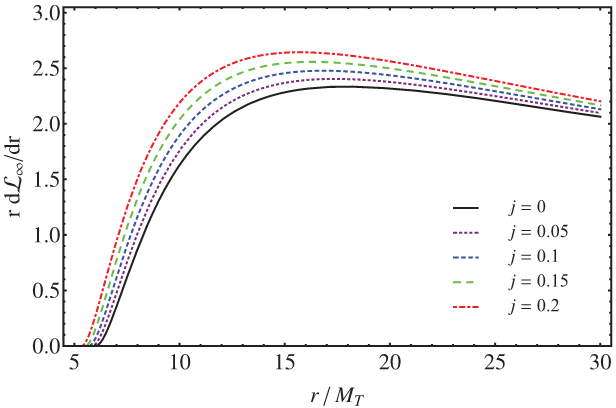 3.0
2.5
2.0
1.5
1.0
0.5
0.0
r dℒ∞/dr
j = 0
j = 0.05
j = 0.1
j = 0.15
j = 0.2
5 10 15 20 25 30
r / M_T